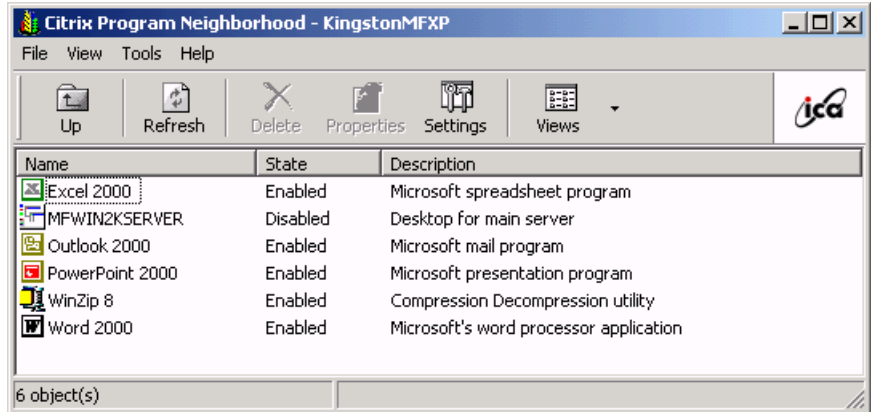 Citrix Program Neighborhood - KingstonMFXP
File View Tools Help
Up Refresh Delete Properties Settings Views ica
Name State Description
Excel 2000 Enabled Microsoft spreadsheet program
MFWIN2KSERVER Disabled Desktop for main server
Outlook 2000 Enabled Microsoft mail program
PowerPoint 2000 Enabled Microsoft presentation program
WinZip 8 Enabled Compression Decompression utility
Word 2000 Enabled Microsoft's word processor application
6 object(s)